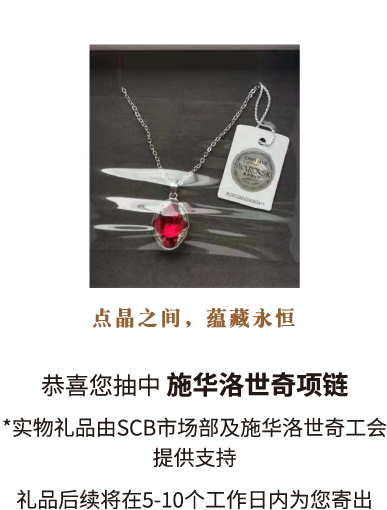 SWAROVSKI
点晶之间，蕴藏永恒
恭喜您抽中 施华洛世奇项链
*实物礼品由SCB市场部及施华洛世奇工会
提供支持
礼品后续将在5-10个工作日内为您寄出